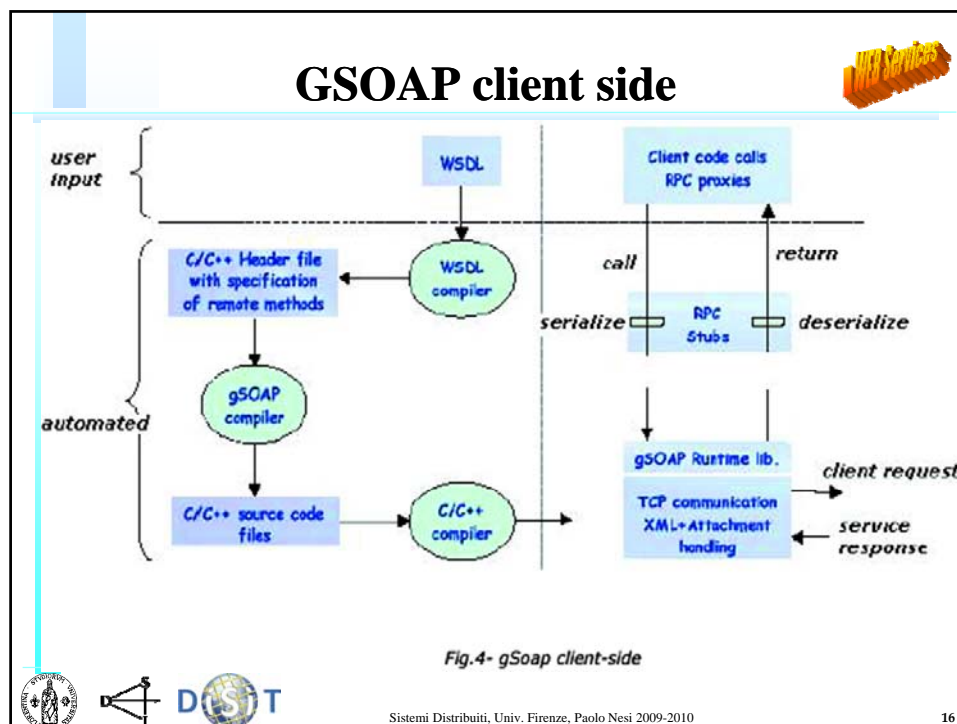 GSOAP client side
WEB Services
user
input
WSDL
Client code calls
RPC proxies
C/C++ Header file
with specification
of remote methods
WSDL
compiler
call
return
serialize
RPC
Stubs
deserialize
gSOAP
compiler
automated
gSOAP Runtime lib.
client request
C/C++ source code
files
C/C++
compiler
TCP communication
XML+Attachment
handling
service
response
Fig.4- gSoap client-side
D
S
I
DISIT
Sistemi Distribuiti, Univ. Firenze, Paolo Nesi 2009-2010
16